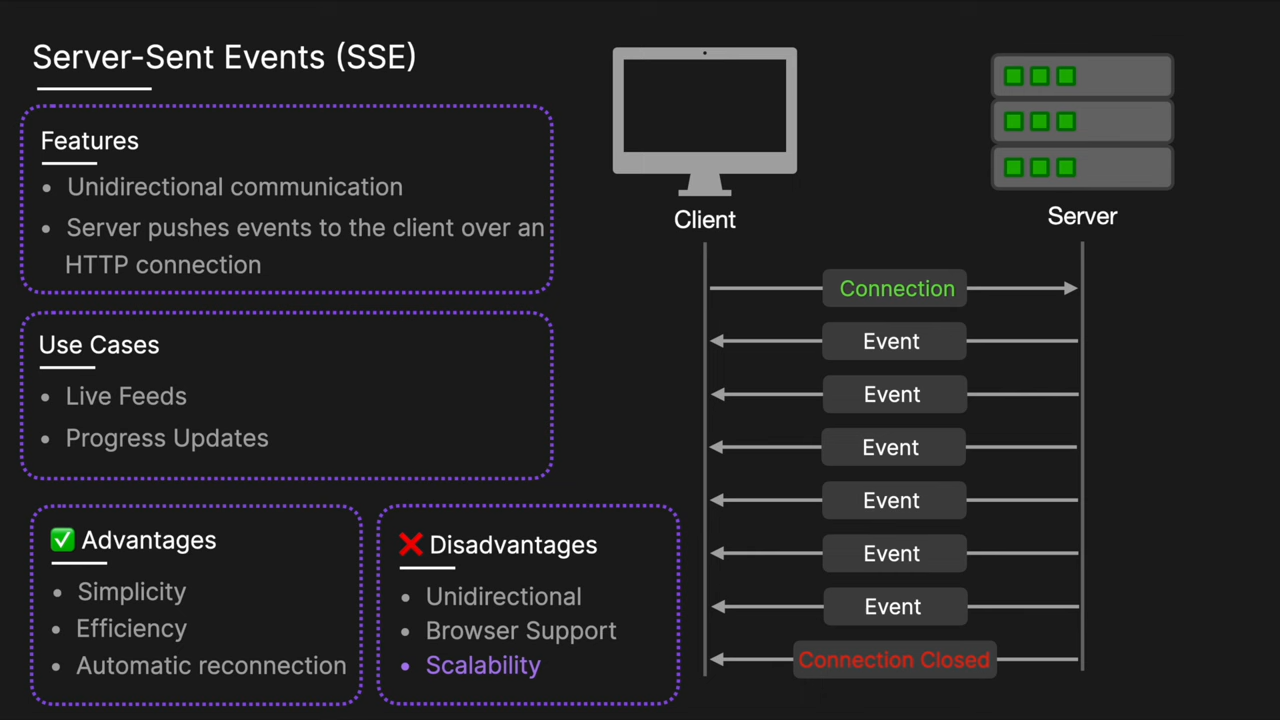 Server-Sent Events (SSE)
Features
• Unidirectional communication
• Server pushes events to the client over an
HTTP connection
Use Cases
• Live Feeds
• Progress Updates
✅ Advantages
• Simplicity
• Efficiency
• Automatic reconnection
❌ Disadvantages
• Unidirectional
• Browser Support
• Scalability
Client
Server
Connection
Event
Event
Event
Event
Event
Event
Connection Closed